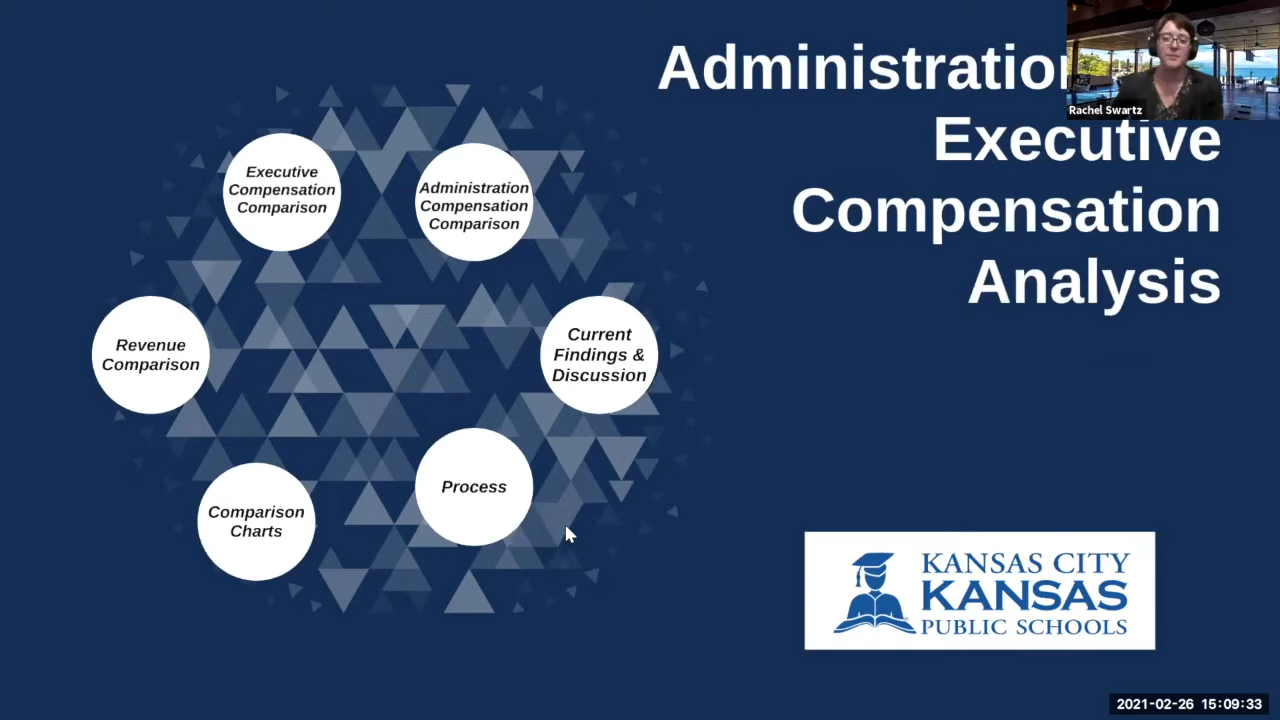 Administratio
Executive
Compensation
Analysis
Rachel Swartz
Executive
Compensation
Comparison
Administration
Compensation
Comparison
Revenue
Comparison
Current
Findings &
Discussion
Comparison
Charts
Process
KANSAS CITY
KANSAS
PUBLIC SCHOOLS
2021-02-26 15:09:33